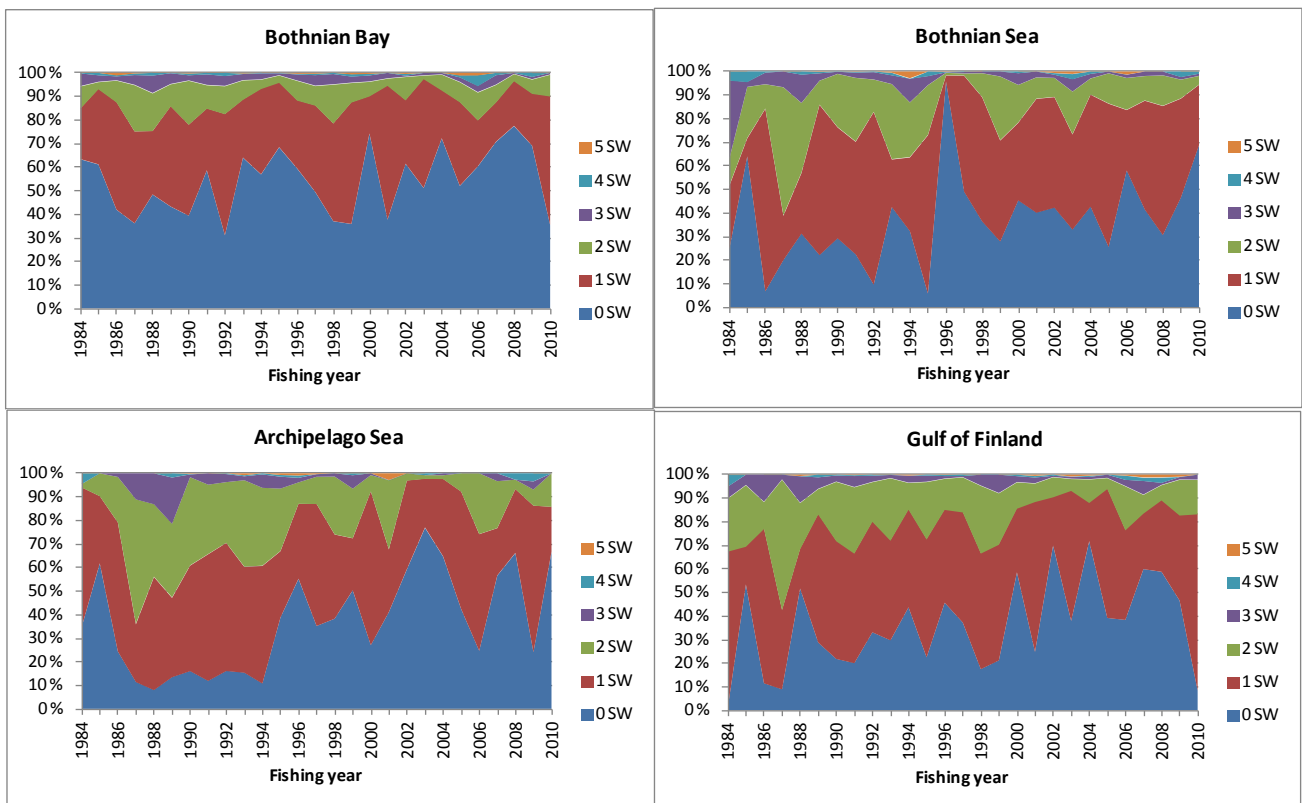 Bothnian Bay
100 %
90 %
80 %
70 %
60 %
50 %
40 %
30 %
20 %
10 %
0 %
5 SW
4 SW
3 SW
2 SW
1 SW
0 SW
1984 1986 1988 1990 1992 1994 1996 1998 2000 2002 2004 2006 2008 2010
Fishing year
Bothnian Sea
100 %
90 %
80 %
70 %
60 %
50 %
40 %
30 %
20 %
10 %
0 %
5 SW
4 SW
3 SW
2 SW
1 SW
0 SW
1984 1986 1988 1990 1992 1994 1996 1998 2000 2002 2004 2006 2008 2010
Fishing year
Archipelago Sea
100 %
90 %
80 %
70 %
60 %
50 %
40 %
30 %
20 %
10 %
0 %
5 SW
4 SW
3 SW
2 SW
1 SW
0 SW
1984 1986 1988 1990 1992 1994 1996 1998 2000 2002 2004 2006 2008 2010
Fishing year
Gulf of Finland
100 %
90 %
80 %
70 %
60 %
50 %
40 %
30 %
20 %
10 %
0 %
5 SW
4 SW
3 SW
2 SW
1 SW
0 SW
1984 1986 1988 1990 1992 1994 1996 1998 2000 2002 2004 2006 2008 2010
Fishing year